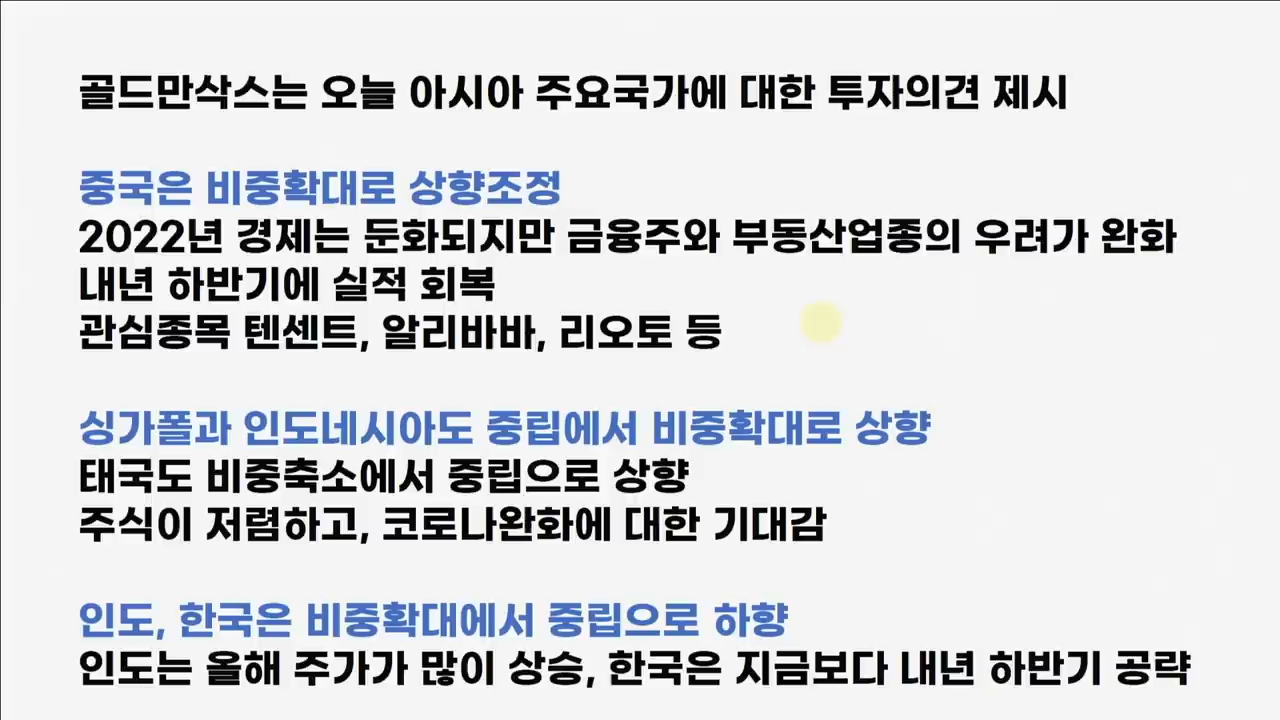 골드만삭스는 오늘 아시아 주요국가에 대한 투자의견 제시
중국은 비중확대로 상향조정
2022년 경제는 둔화되지만 금융주와 부동산업종의 우려가 완화
내년 하반기에 실적 회복
관심종목 텐센트, 알리바바, 리오토 등
싱가폴과 인도네시아도 중립에서 비중확대로 상향
태국도 비중축소에서 중립으로 상향
주식이 저렴하고, 코로나완화에 대한 기대감
인도, 한국은 비중확대에서 중립으로 하향
인도는 올해 주가가 많이 상승, 한국은 지금보다 내년 하반기 공략